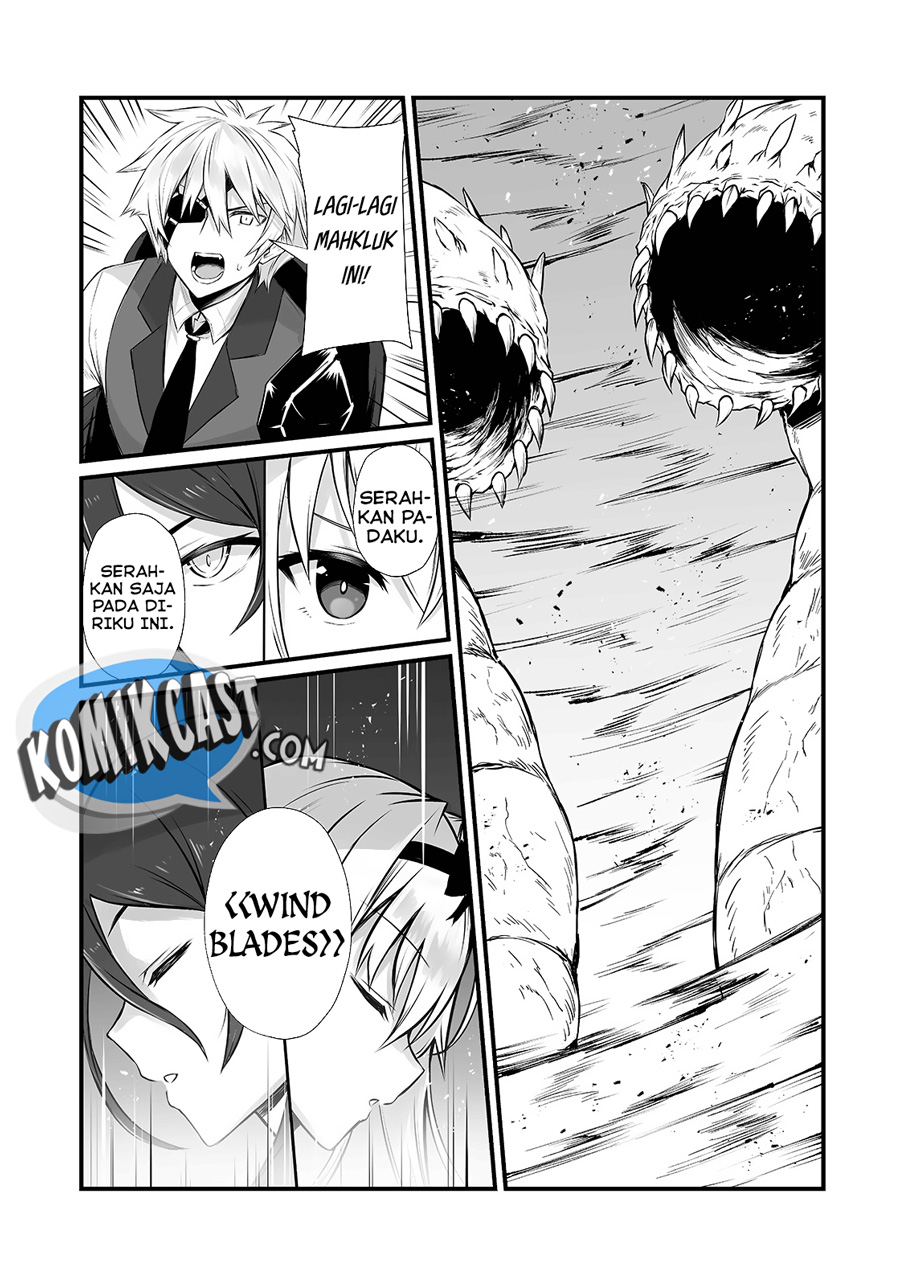 LAGI-LAGI
MAHKLUK
INI!
SERAH-
KAN PA-
DAKU.
SERAH-
KAN SAJA
PADA DI-
RIKU INI.
KOMIKCAST
.COM
《WIND
BLADES》